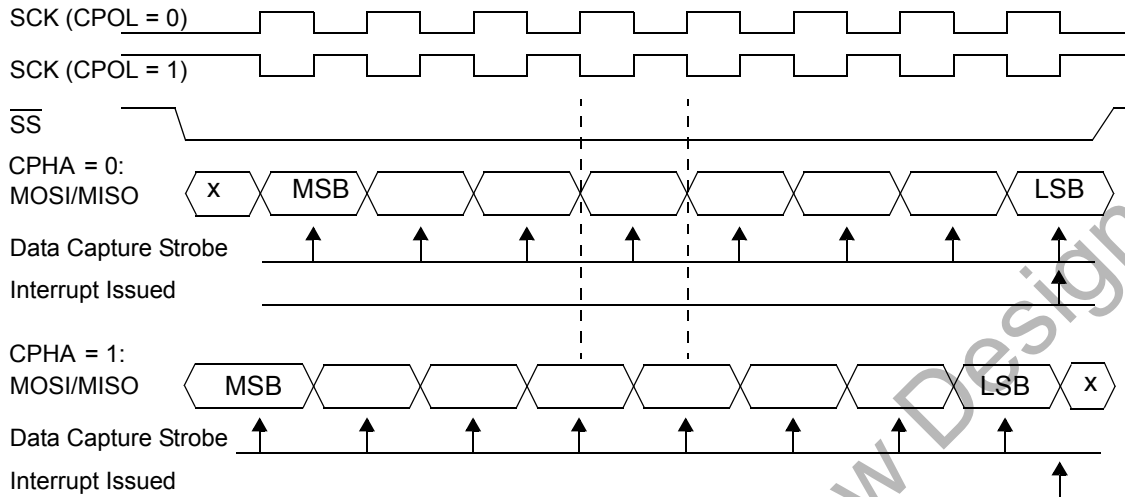 SCK (CPOL = 0)
SCK (CPOL = 1)
SS
CPHA = 0:
MOSI/MISO
x
MSB
LSB
Data Capture Strobe
Interrupt Issued
CPHA = 1:
MOSI/MISO
MSB
LSB
x
Data Capture Strobe
Interrupt Issued
w Design